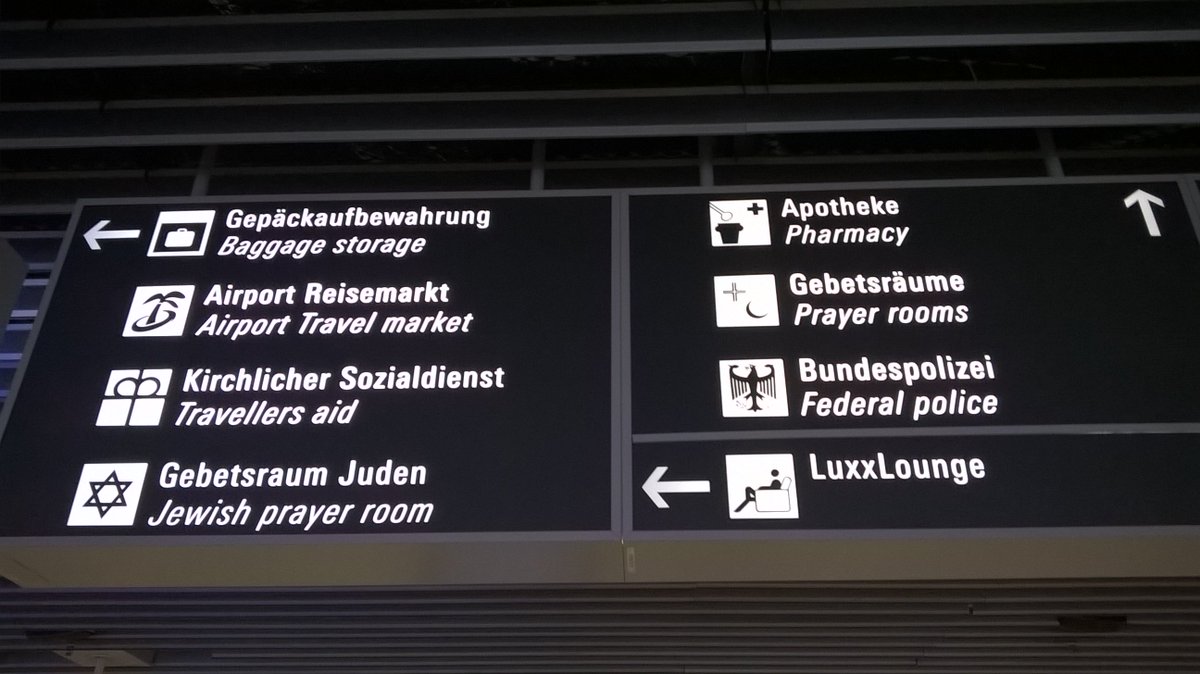 Gepäckaufbewahrung
Baggage storage
Airport Reisemarkt
Airport Travel market
Kirchlicher Sozialdienst
Travellers aid
Gebetsraum Juden
Jewish prayer room
Apotheke
Pharmacy
Gebetsräume
Prayer rooms
Bundespolizei
Federal police
LuxxLounge